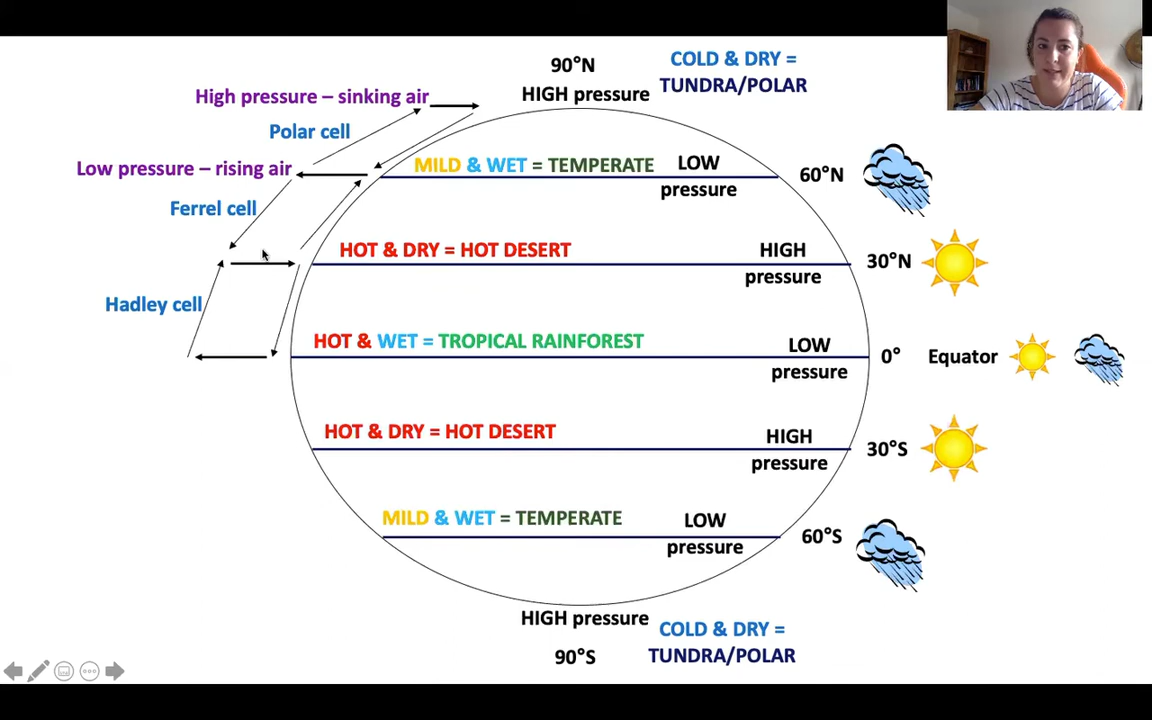 90°N
HIGH pressure
COLD & DRY =
TUNDRA/POLAR
High pressure – sinking air
Polar cell
Low pressure – rising air
MILD & WET = TEMPERATE
LOW
pressure
60°N
Ferrel cell
HOT & DRY = HOT DESERT
HIGH
pressure
30°N
Hadley cell
HOT & WET = TROPICAL RAINFOREST
LOW
pressure
0° Equator
HOT & DRY = HOT DESERT
HIGH
pressure
30°S
MILD & WET = TEMPERATE
LOW
pressure
60°S
HIGH pressure
90°S
COLD & DRY =
TUNDRA/POLAR